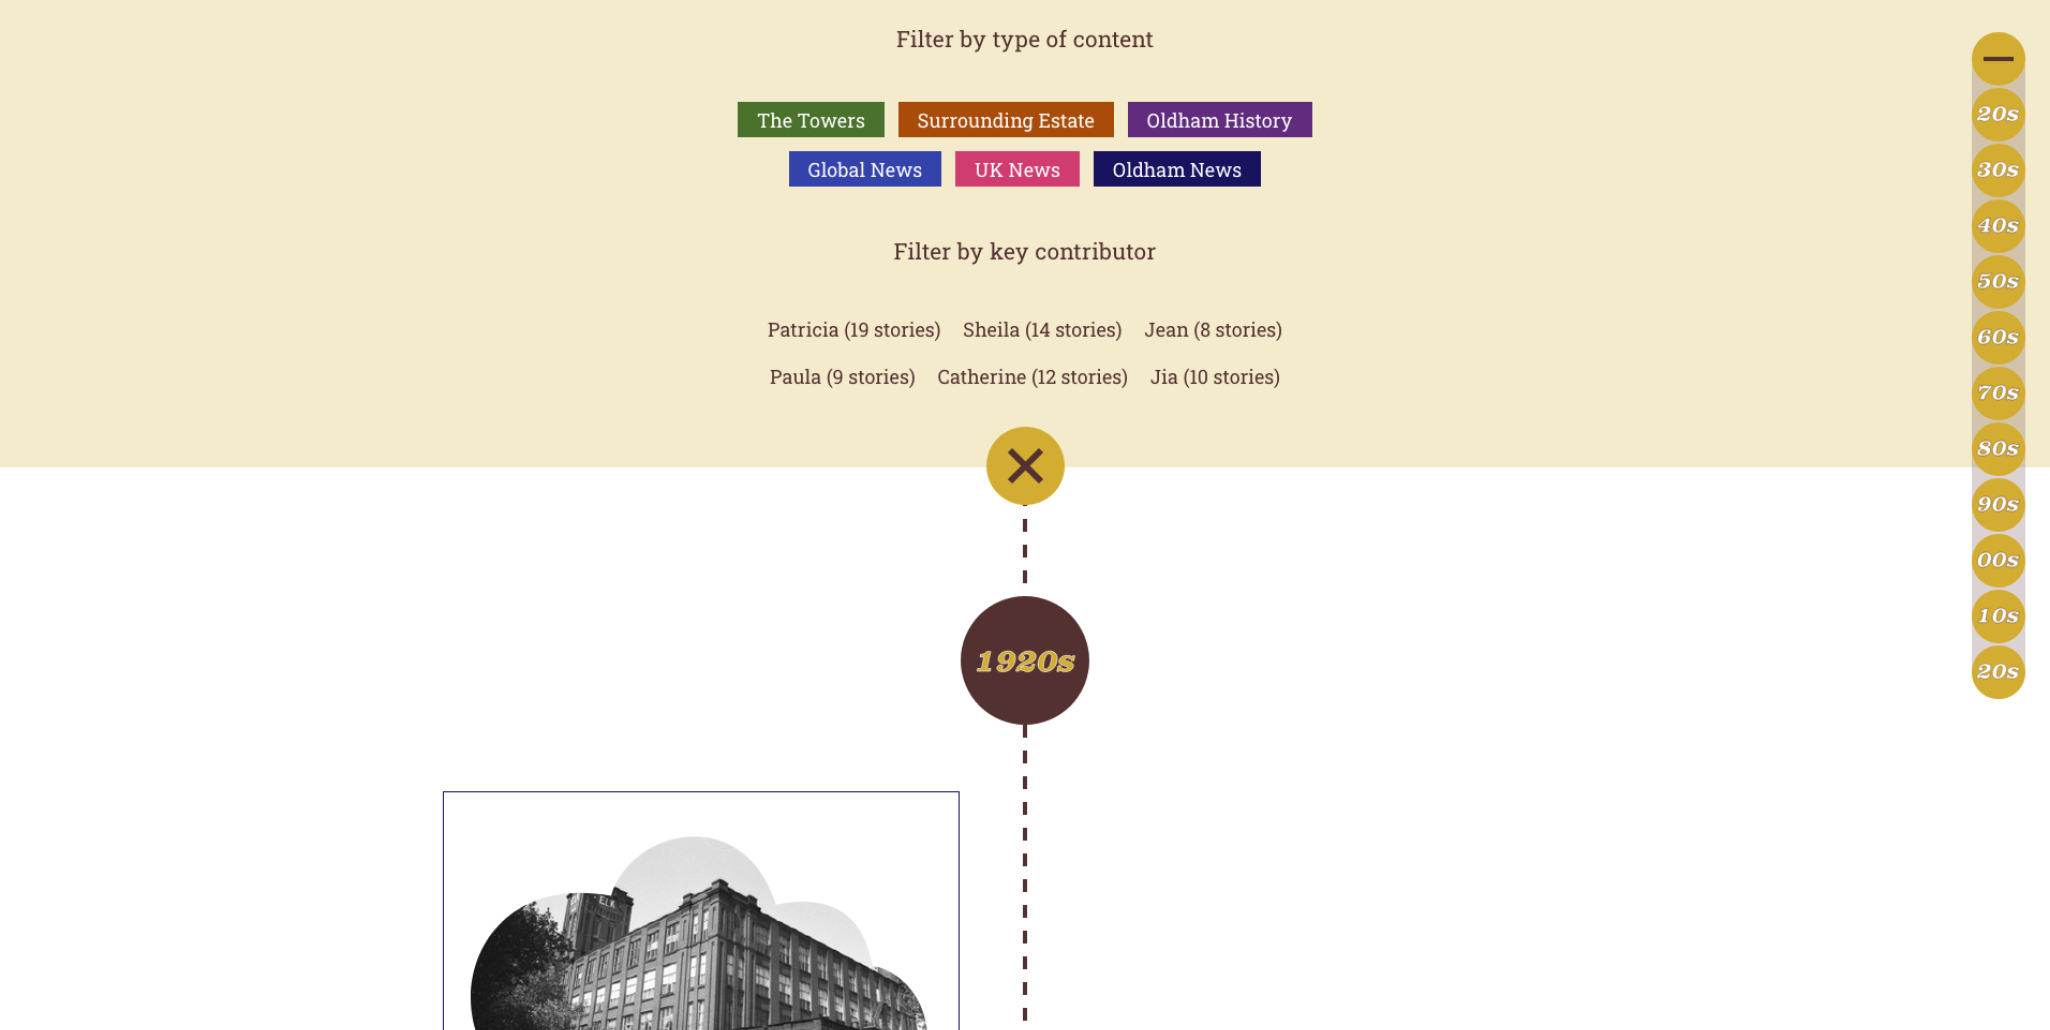 Filter by type of content
The Towers Surrounding Estate Oldham History
Global News UK News Oldham News
Filter by key contributor
Patricia (19 stories) Sheila (14 stories) Jean (8 stories)
Paula (9 stories) Catherine (12 stories) Jia (10 stories)
1920s
ELK
20s
30s
40s
50s
60s
70s
80s
90s
00s
10s
20s